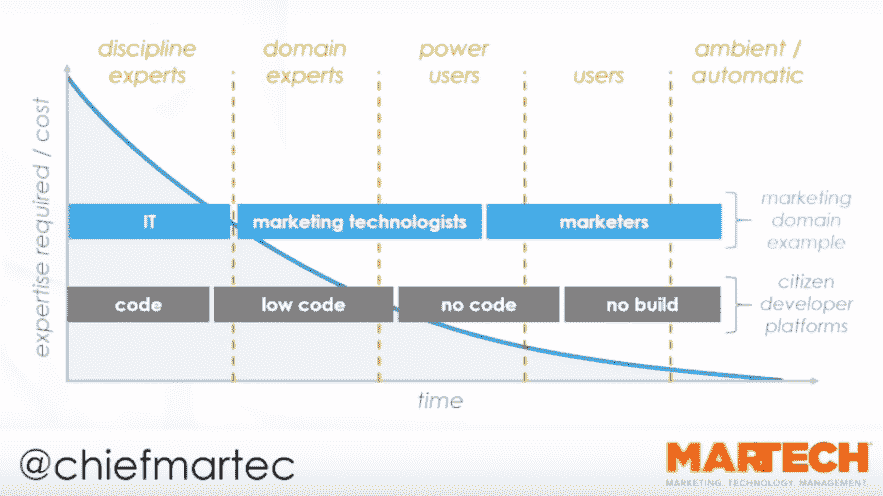 discipline
experts
domain
experts
power
users
users
ambient /
automatic
expertise required / cost
IT
marketing technologists
marketers
marketing
domain
example
code
low code
no code
no build
citizen
developer
platforms
time
@chiefmartec
MARTECH
MARKETING. TECHNOLOGY. MANAGEMENT.